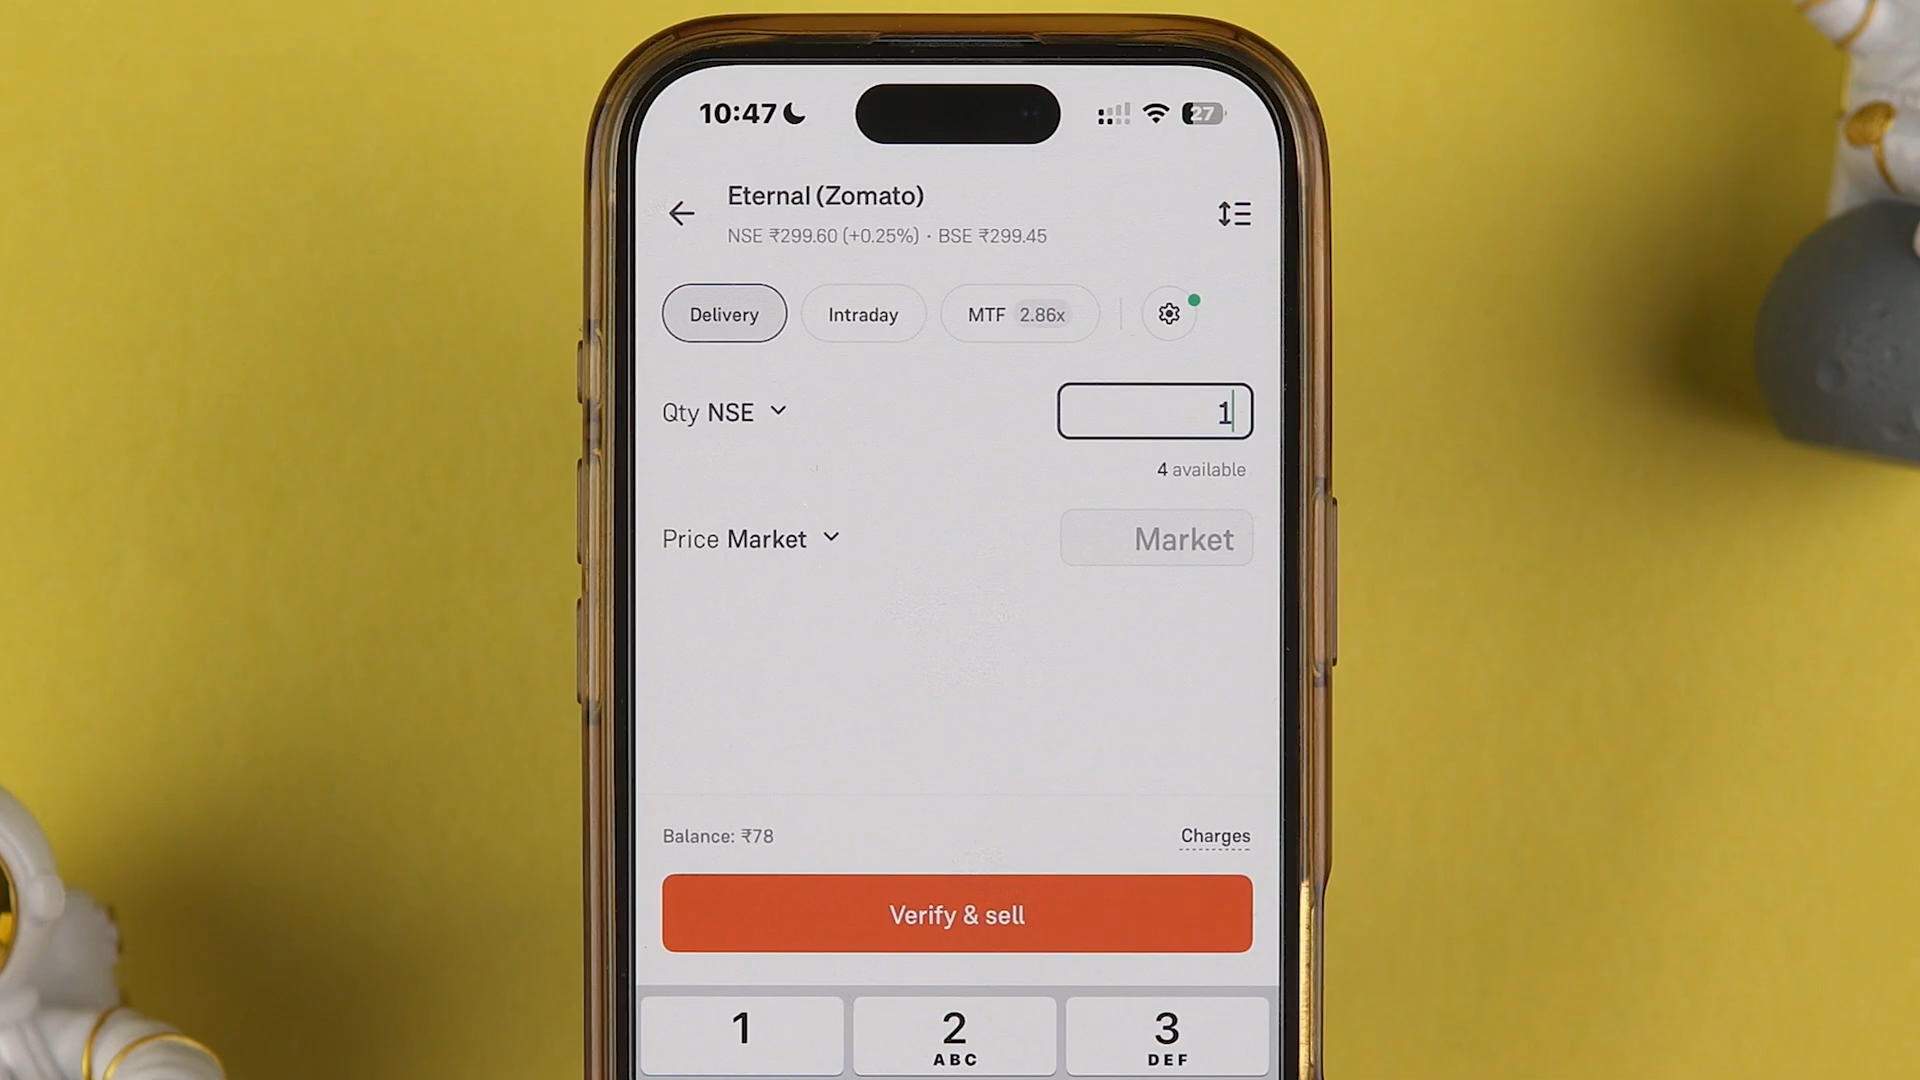 10:47
27
Eternal (Zomato)
NSE ₹299.60 (+0.25%) · BSE ₹299.45
Delivery
Intraday
MTF 2.86x
Qty NSE
1
4 available
Price Market
Market
Balance: ₹78
Charges
Verify & sell
1
2
3
ABC
DEF